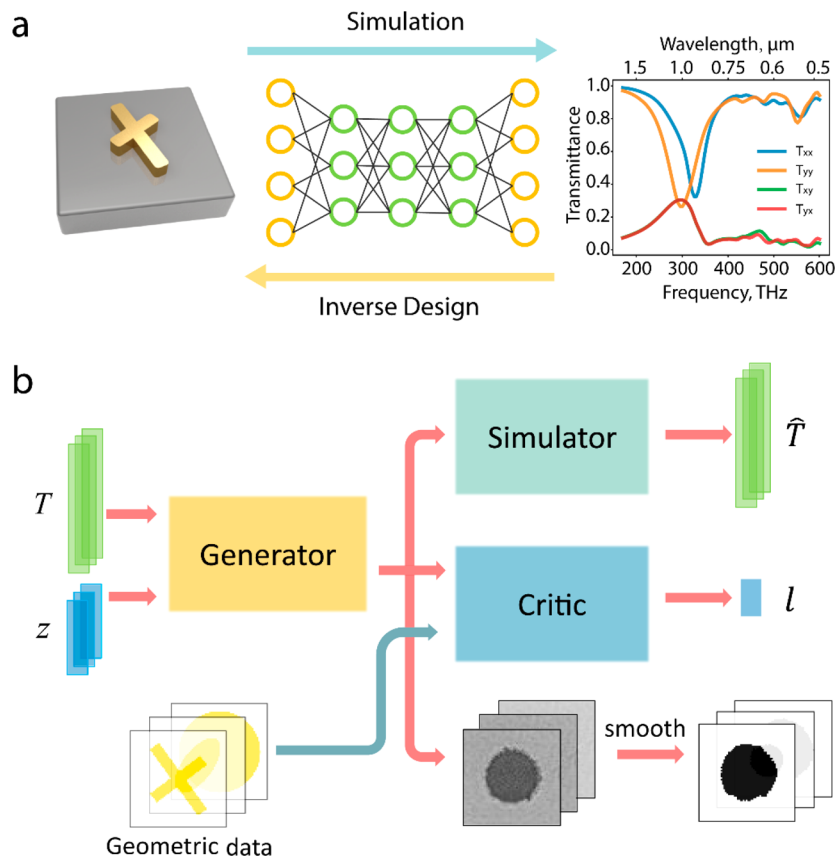 a
Simulation
Inverse Design
Wavelength, μm
1.5 1.0 0.75 0.6 0.5
Transmittance
1.0
0.8
0.6
0.4
0.2
0.0
Txx
Tyy
Txy
Tyx
200 300 400 500 600
Frequency, THz
b
T
z
Generator
Simulator
T̂
Critic
l
smooth
Geometric data